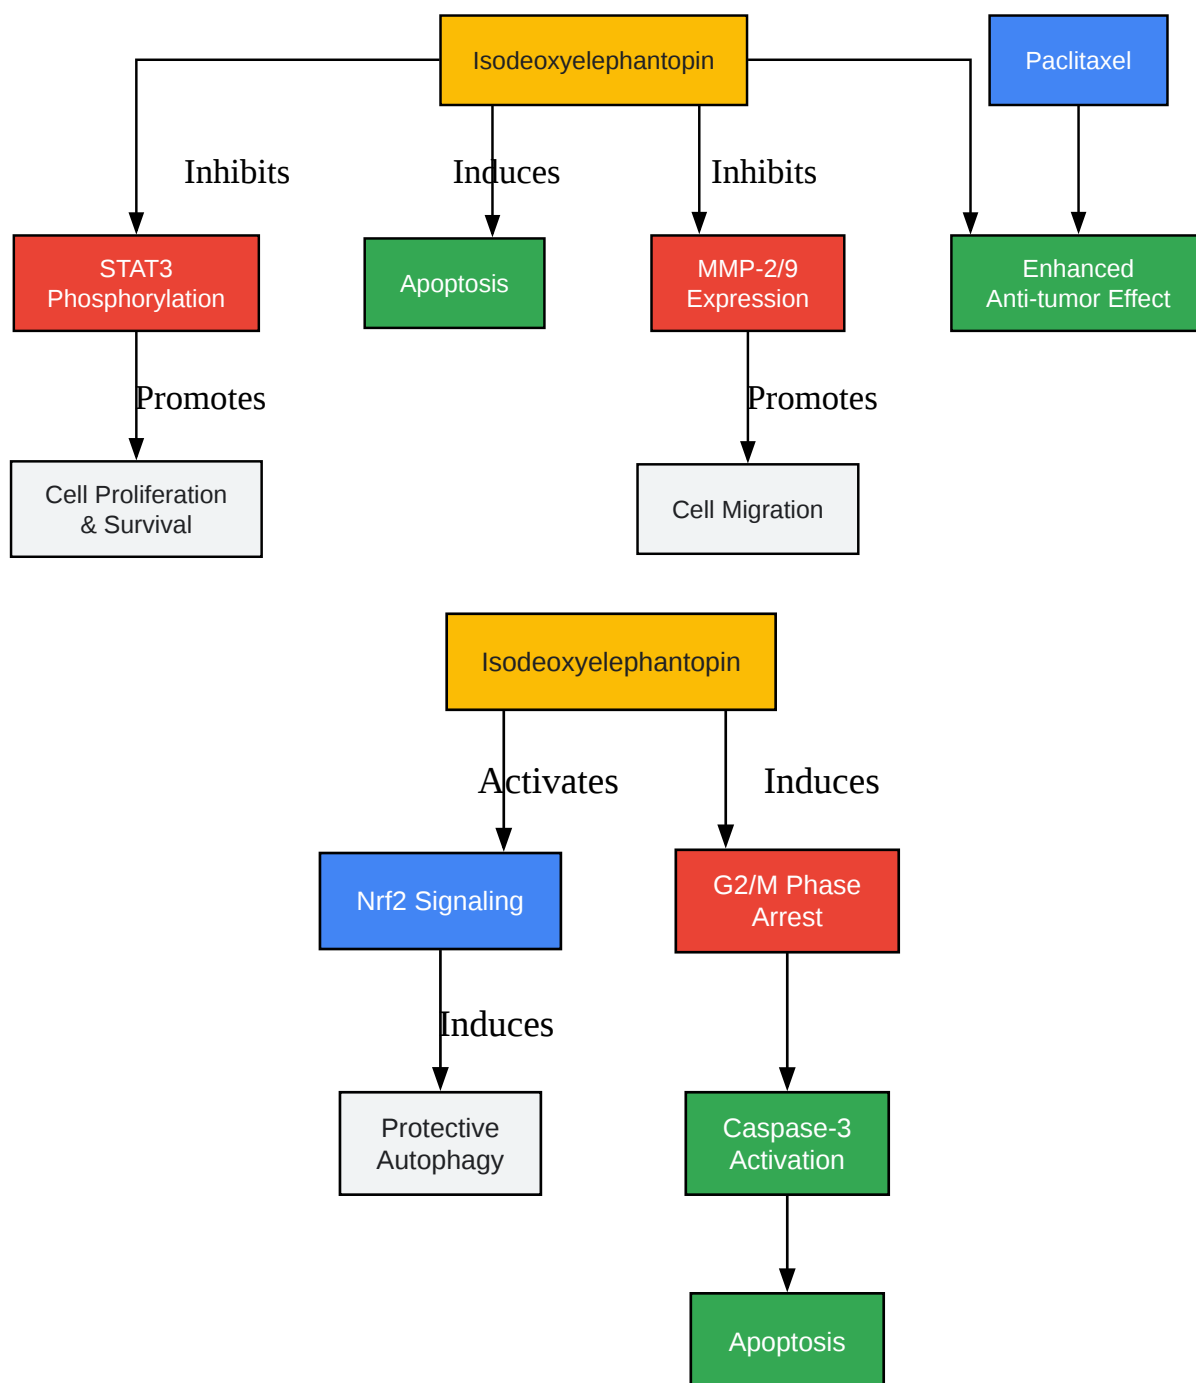 Isodeoxyelephantopin
Paclitaxel
Inhibits
Induces
Inhibits
STAT3
Phosphorylation
Apoptosis
MMP-2/9
Expression
Enhanced
Anti-tumor Effect
Promotes
Promotes
Cell Proliferation
& Survival
Cell Migration
Isodeoxyelephantopin
Activates
Induces
Nrf2 Signaling
G2/M Phase
Arrest
Induces
Protective
Autophagy
Caspase-3
Activation
Apoptosis